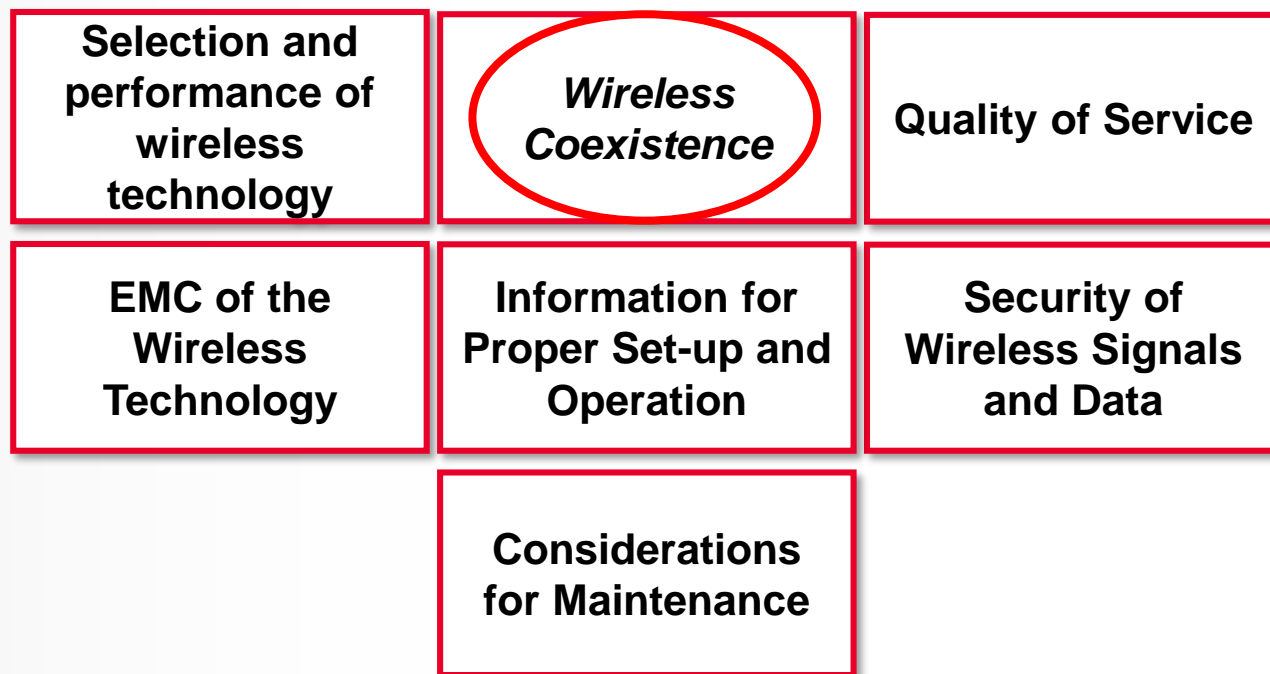 Selection and
performance of
wireless
technology
Wireless
Coexistence
Quality of Service
EMC of the
Wireless
Technology
Information for
Proper Set-up and
Operation
Security of
Wireless Signals
and Data
Considerations
for Maintenance